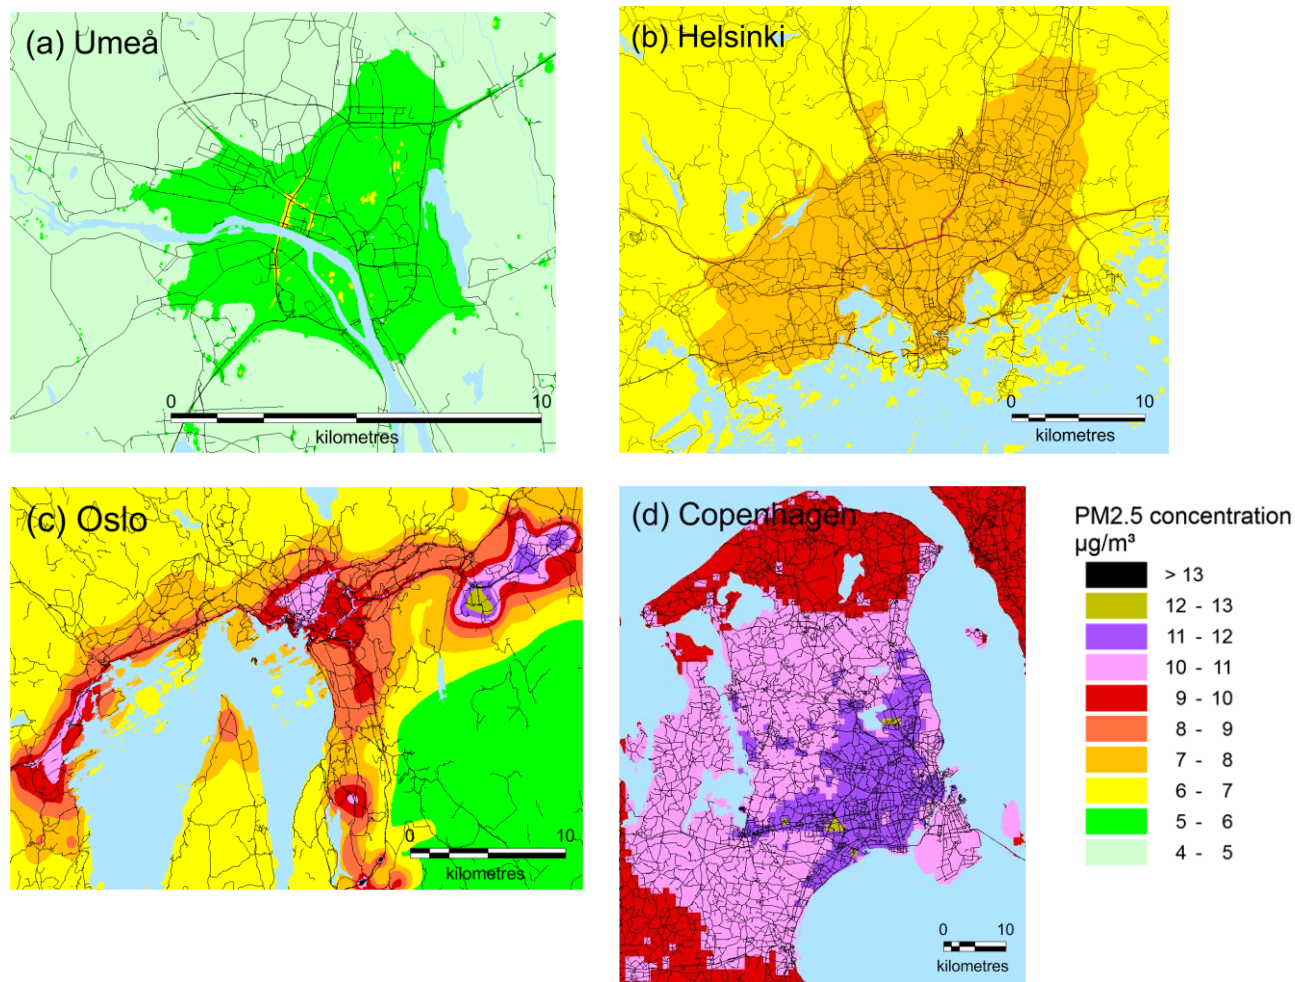 (a) Umeå
0 10
kilometres
(b) Helsinki
0 10
kilometres
(c) Oslo
0 10
kilometres
(d) Copenhagen
0 10
kilometres
PM2.5 concentration
µg/m³
> 13
12 - 13
11 - 12
10 - 11
9 - 10
8 - 9
7 - 8
6 - 7
5 - 6
4 - 5